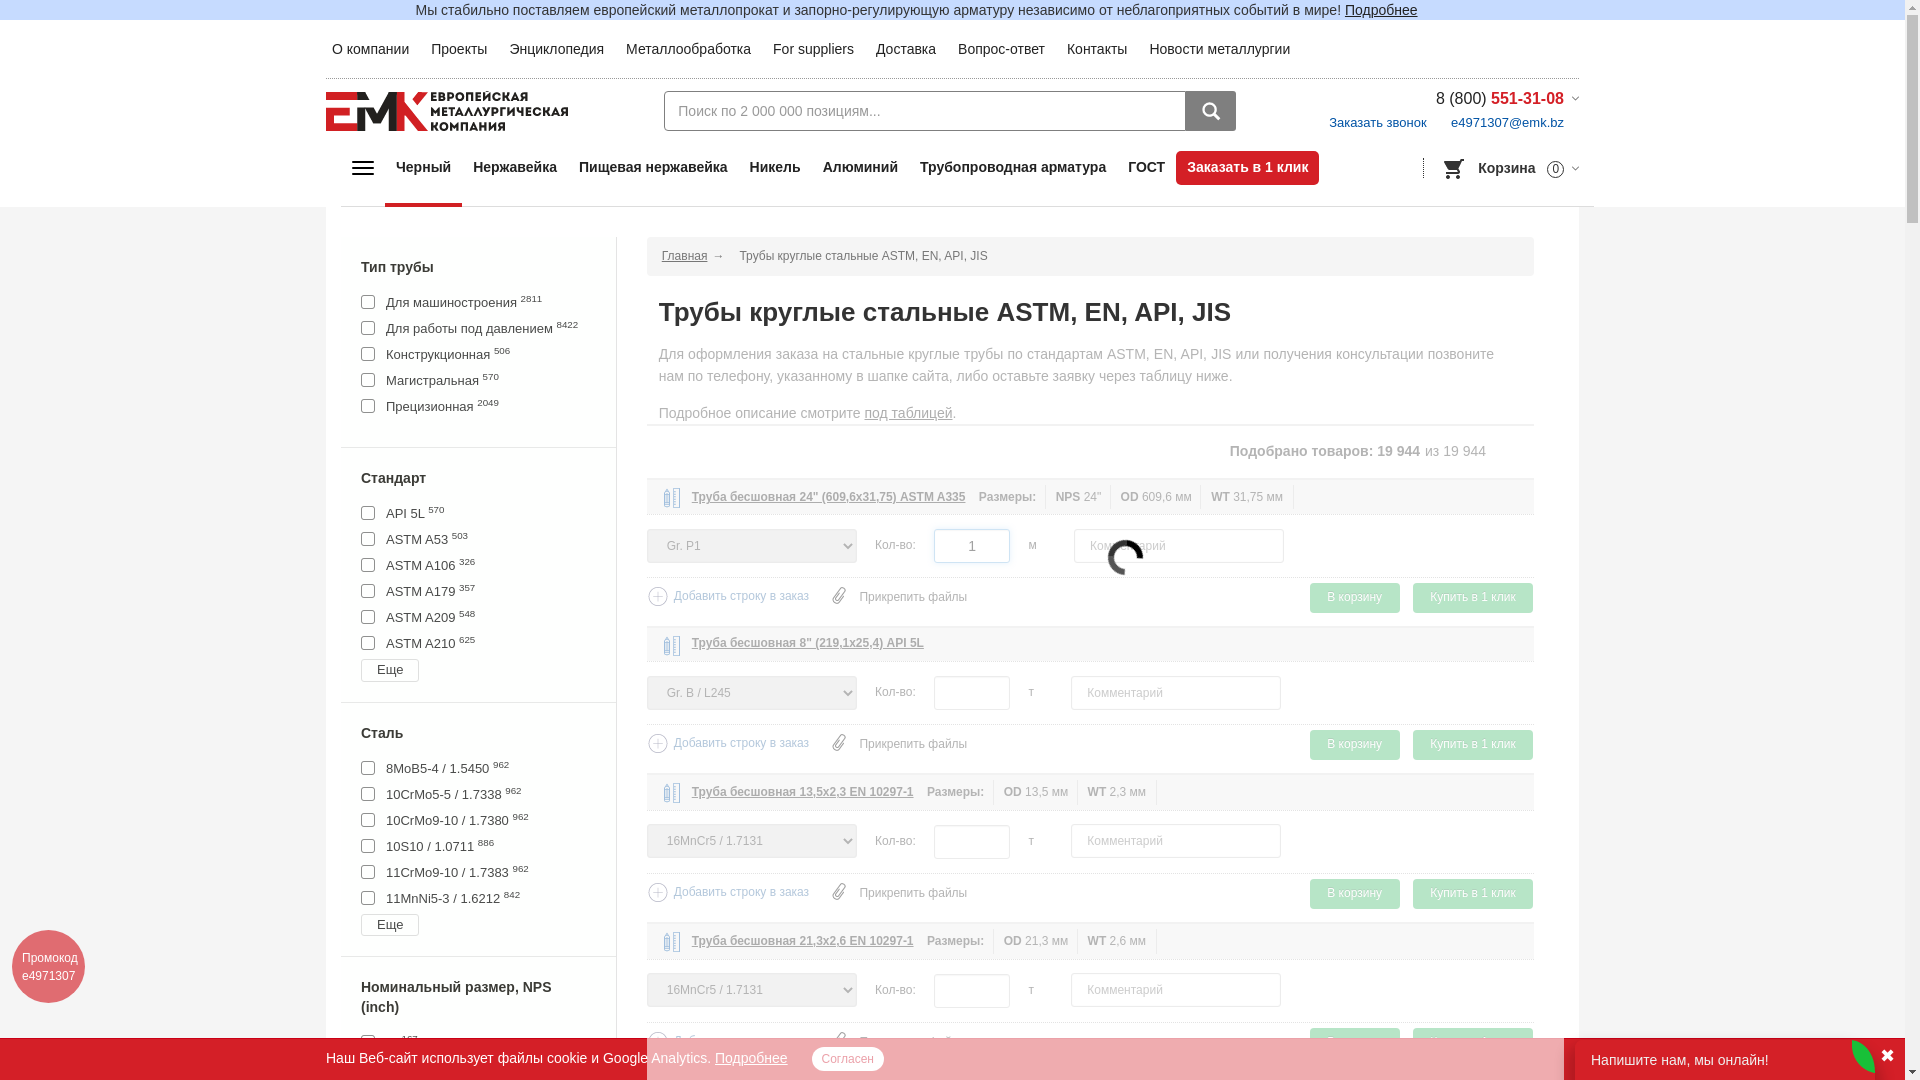 Мы стабильно поставляем европейский металлопрокат и запорно-регулирующую арматуру независимо от неблагоприятных событий в мире! Подробнее
О компании Проекты Энциклопедия Металлообработка For suppliers Доставка Вопрос-ответ Контакты Новости металлургии
ЕМК ЕВРОПЕЙСКАЯ МЕТАЛЛУРГИЧЕСКАЯ КОМПАНИЯ
Поиск по 2 000 000 позициям...
8 (800) 551-31-08
Заказать звонок e4971307@emk.bz
Черный Нержавейка Пищевая нержавейка Никель Алюминий Трубопроводная арматура ГОСТ Заказать в 1 клик Корзина 0
Тип трубы
Для машиностроения 2811
Для работы под давлением 8422
Конструкционная 506
Магистральная 570
Прецизионная 2049
Стандарт
API 5L 570
ASTM A53 503
ASTM A106 326
ASTM A179 357
ASTM A209 548
ASTM A210 625
Еще
Сталь
8MoB5-4 / 1.5450 962
10CrMo5-5 / 1.7338 962
10CrMo9-10 / 1.7380 962
10S10 / 1.0711 886
11CrMo9-10 / 1.7383 962
11MnNi5-3 / 1.6212 842
Еще
Номинальный размер, NPS
(inch)
Главная → Трубы круглые стальные ASTM, EN, API, JIS
Трубы круглые стальные ASTM, EN, API, JIS
Для оформления заказа на стальные круглые трубы по стандартам ASTM, EN, API, JIS или получения консультации позвоните
нам по телефону, указанному в шапке сайта, либо оставьте заявку через таблицу ниже.
Подробное описание смотрите под таблицей.
Подобрано товаров: 19 944 из 19 944
Труба бесшовная 24" (609,6x31,75) ASTM A335 Размеры: NPS 24" OD 609,6 мм WT 31,75 мм
Gr. P1 Кол-во: 1 м Комментарий
Добавить строку в заказ Прикрепить файлы В корзину Купить в 1 клик
Труба бесшовная 8" (219,1x25,4) API 5L
Gr. B / L245 Кол-во: т Комментарий
Добавить строку в заказ Прикрепить файлы В корзину Купить в 1 клик
Труба бесшовная 13,5x2,3 EN 10297-1 Размеры: OD 13,5 мм WT 2,3 мм
16MnCr5 / 1.7131 Кол-во: т Комментарий
Добавить строку в заказ Прикрепить файлы В корзину Купить в 1 клик
Труба бесшовная 21,3x2,6 EN 10297-1 Размеры: OD 21,3 мм WT 2,6 мм
16MnCr5 / 1.7131 Кол-во: т Комментарий
Промокод
e4971307
Наш Веб-сайт использует файлы cookie и Google Analytics. Подробнее Согласен
Напишите нам, мы онлайн!